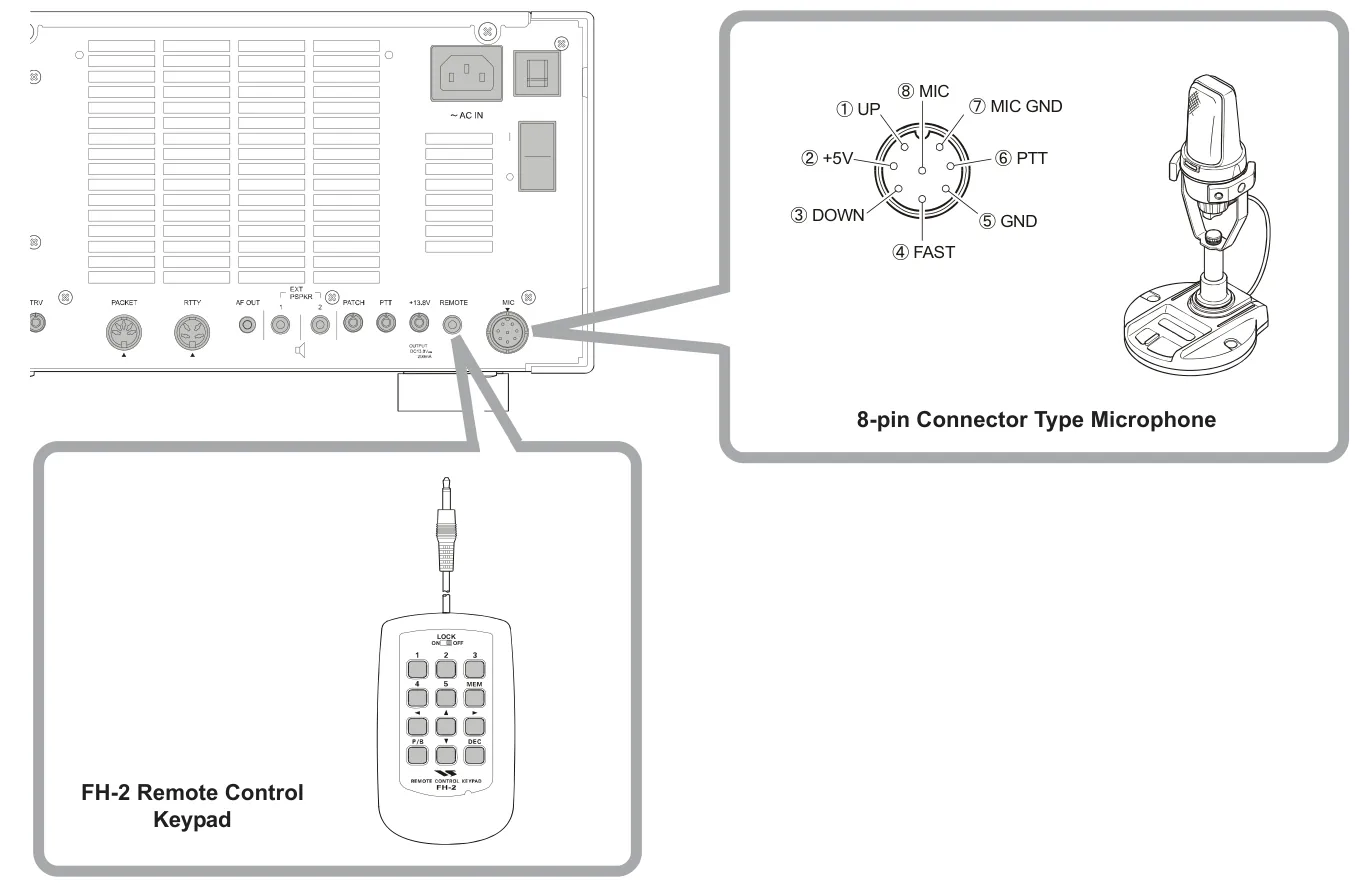 ~ AC IN
TRV
PACKET
RTTY
AF OUT
EXT
PSPKR
1
2
PATCH
PTT
+13.8V
REMOTE
MIC
OUTPUT
① UP
⑧ MIC
⑦ MIC GND
② +5V
⑥ PTT
③ DOWN
⑤ GND
④ FAST
8-pin Connector Type Microphone
LOCK
ON OFF
1 2 3
4 5 MEM
◄ ▲ ►
P/B ▼ DEC
REMOTE CONTROL KEYPAD
FH-2
FH-2 Remote Control
Keypad